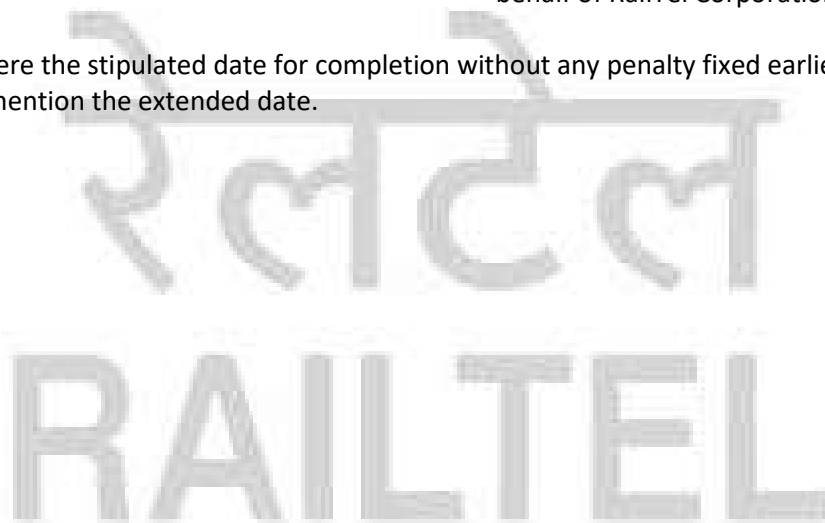 behalf of RailTel Corporation
ere the stipulated date for completion without any penalty fixed earlie
mention the extended date.
रेलटेल
RAILTEL